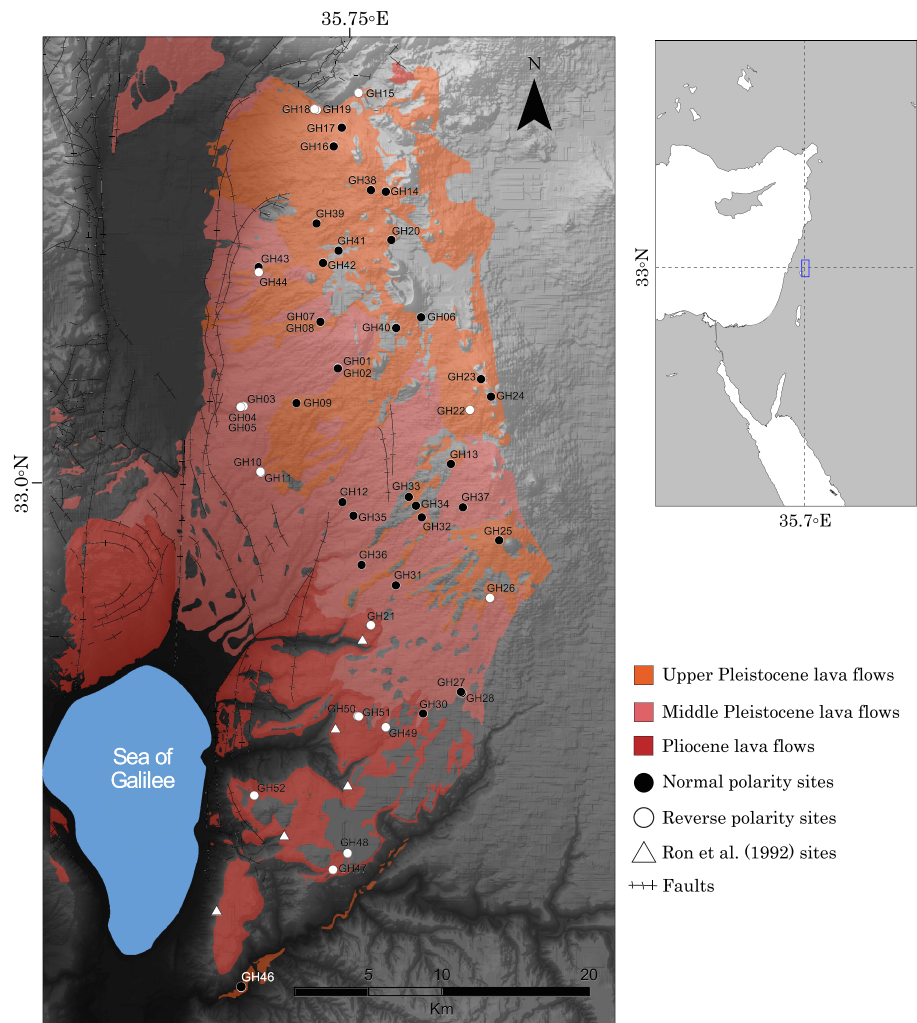 35.75°E
N
GH15
GH18
GH19
GH17
GH16
GH38
GH14
GH39
GH20
GH41
GH43
GH42
GH44
33°N
GH07
GH08
GH06
GH40
GH01
GH02
GH23
GH24
GH03
GH09
GH22
GH04
GH05
GH13
GH10
GH11
33.0°N
GH12
GH33
GH34
GH37
GH35
GH32
35.7°E
GH25
GH36
GH31
GH26
GH21
GH27
GH28
GH30
GH50
GH51
GH49
Upper Pleistocene lava flows
Middle Pleistocene lava flows
Pliocene lava flows
Normal polarity sites
Reverse polarity sites
Ron et al. (1992) sites
Faults
Sea of
Galilee
GH52
GH48
GH47
GH46
5
10
20
Km